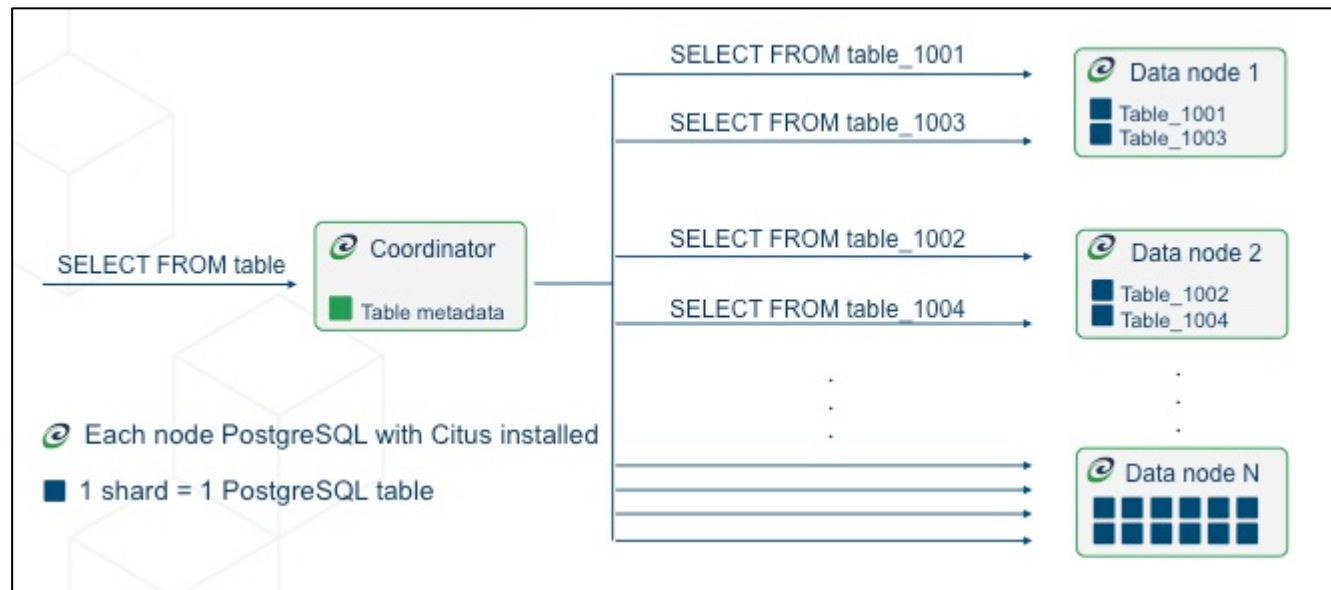 SELECT FROM table_1001
Data node 1
Table_1001
SELECT FROM table_1003
Table_1003
SELECT FROM table
Coordinator
Table metadata
SELECT FROM table_1002
Data node 2
Table_1002
SELECT FROM table_1004
Table_1004
Each node PostgreSQL with Citus installed
1 shard = 1 PostgreSQL table
Data node N